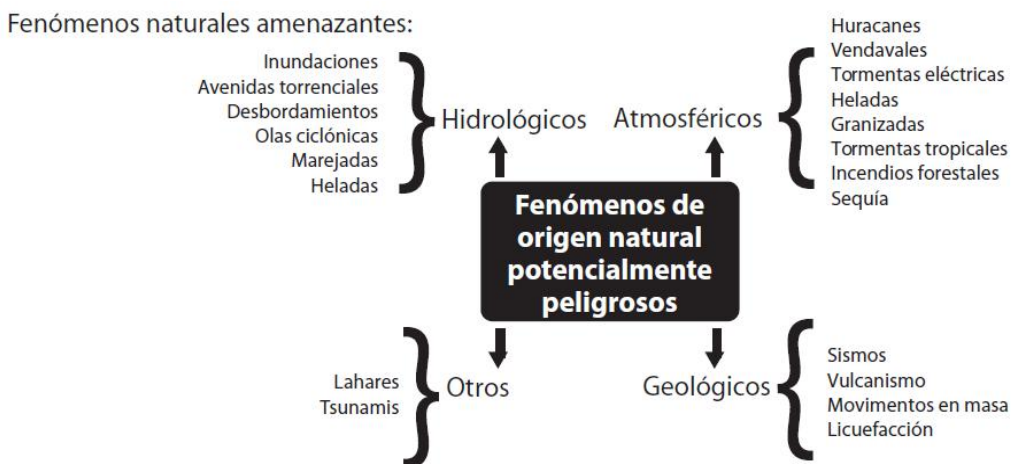 Fenómenos naturales amenazantes:
Inundaciones
Avenidas torrenciales
Desbordamientos
Olas ciclónicas
Marejadas
Heladas
Hidrológicos
Atmosféricos
Huracanes
Vendavales
Tormentas eléctricas
Heladas
Granizadas
Tormentas tropicales
Incendios forestales
Sequía
Fenómenos de
origen natural
potencialmente
peligrosos
Lahares
Tsunamis
Otros
Geológicos
Sismos
Vulcanismo
Movimentos en masa
Licuefacción